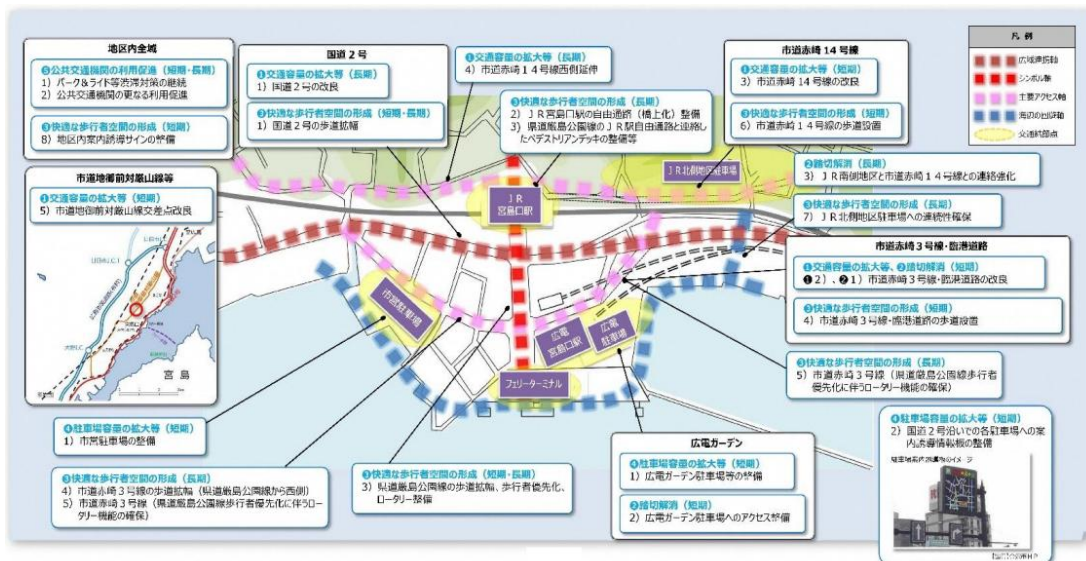 地区内全域
❺公共交通機関の利用促進（短期・長期）
1）パーク&ライド等渋滞対策の継続
2）公共交通機関の更なる利用促進
❸快適な歩行者空間の形成（短期）
8）地区内案内誘導サインの整備
市道地御前対厳山線等
❶交通容量の拡大等（短期）
5）市道地御前対厳山線交差点改良
宮島
国道２号
❶交通容量の拡大等（長期）
1）国道２号の改良
❸快適な歩行者空間の形成（短期・長期）
1）国道２号の歩道拡幅
❶交通容量の拡大等（長期）
4）市道赤崎１４号線西側延伸
❸快適な歩行者空間の形成（長期）
2）ＪＲ宮島口駅の自由通路（橋上化）整備
3）県道厳島公園線のＪＲ駅自由通路と連絡し
たペデストリアンデッキの整備等
市道赤崎１４号線
❶交通容量の拡大等（短期）
3）市道赤崎14号線の改良
❸快適な歩行者空間の形成（短期）
6）市道赤崎１４号線の歩道設置
凡 例
広域連携軸
シンボル軸
主要アクセス軸
海辺の回遊軸
交通結節点
❷踏切解消（長期）
3）ＪＲ南側地区と市道赤崎１４号線との連絡強化
❸快適な歩行者空間の形成（長期）
7）ＪＲ北側地区駐車場への連続性確保
市道赤崎３号線・臨港道路
❶交通容量の拡大等、❷踏切解消（短期）
❶2）、❷1）市道赤崎３号線・臨港道路の改良
❸快適な歩行者空間の形成（短期）
4）市道赤崎３号線・臨港道路の歩道設置
❸快適な歩行者空間の形成（長期）
5）市道赤崎３号線（県道厳島公園線歩行者
優先化に伴うロータリー機能の確保）
❹駐車場容量の拡大等（短期）
2）国道２号沿いでの各駐車場への案
内誘導情報板の整備
ＪＲ北側地区駐車場
ＪＲ
宮島口駅
市営駐車場
広電
宮島口駅
広電
駐車場
フェリーターミナル
❹駐車場容量の拡大等（短期）
1）市営駐車場の整備
❸快適な歩行者空間の形成（長期）
4）市道赤崎３号線の歩道拡幅（県道厳島公園線から西側）
5）市道赤崎３号線（県道厳島公園線歩行者優先化に伴うロ
ータリー機能の確保）
❸快適な歩行者空間の形成（短期・長期）
3）県道厳島公園線の歩道拡幅、歩行者優先化、
ロータリー整備
広電ガーデン
❹駐車場容量の拡大等（短期）
1）広電ガーデン駐車場等の整備
❷踏切解消（短期）
2）広電ガーデン駐車場へのアクセス整備